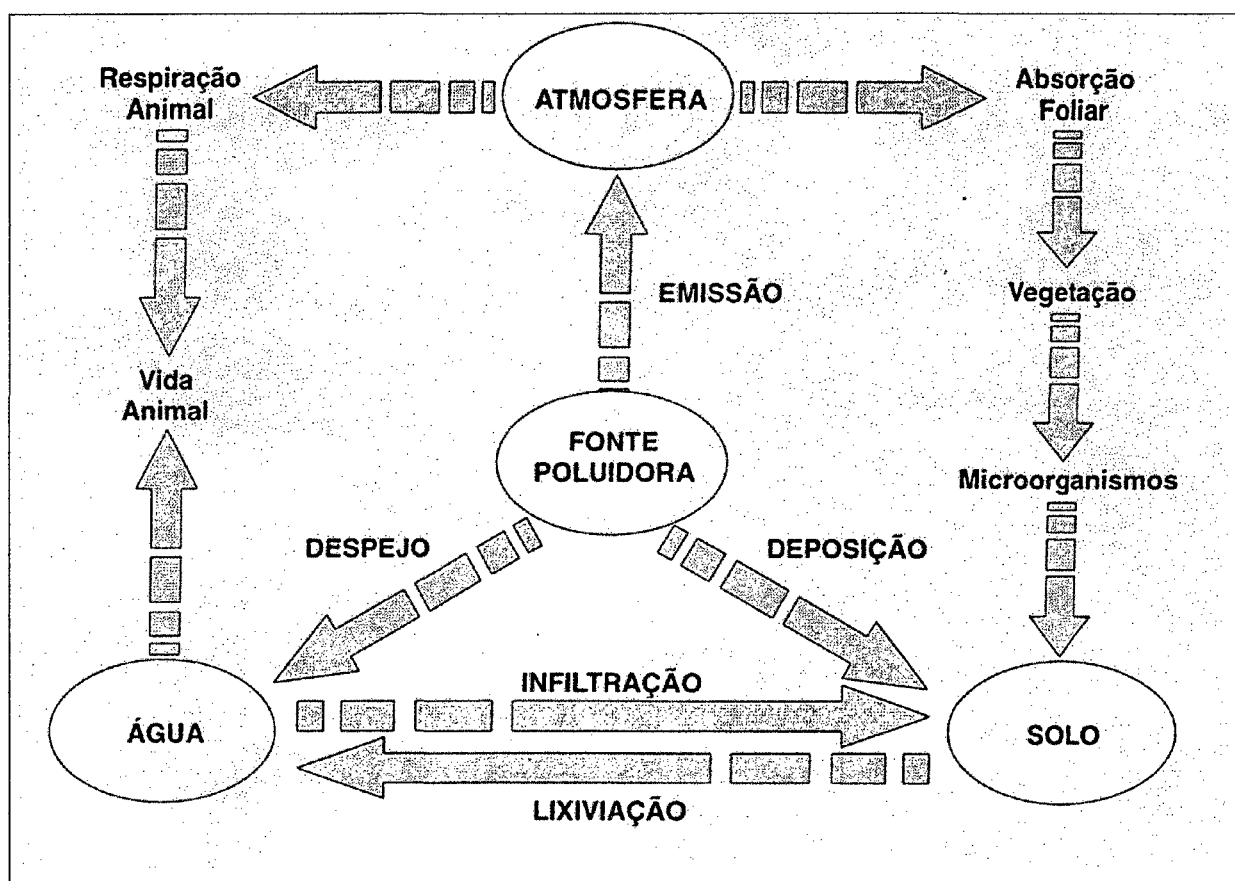 Respiração
Animal
ATMOSFERA
Absorção
Foliar
EMISSÃO
Vegetação
Vida
Animal
FONTE
POLUIDORA
Microorganismos
DESPEJO
DEPOSIÇÃO
INFILTRAÇÃO
ÁGUA
SOLO
LIXIVIAÇÃO